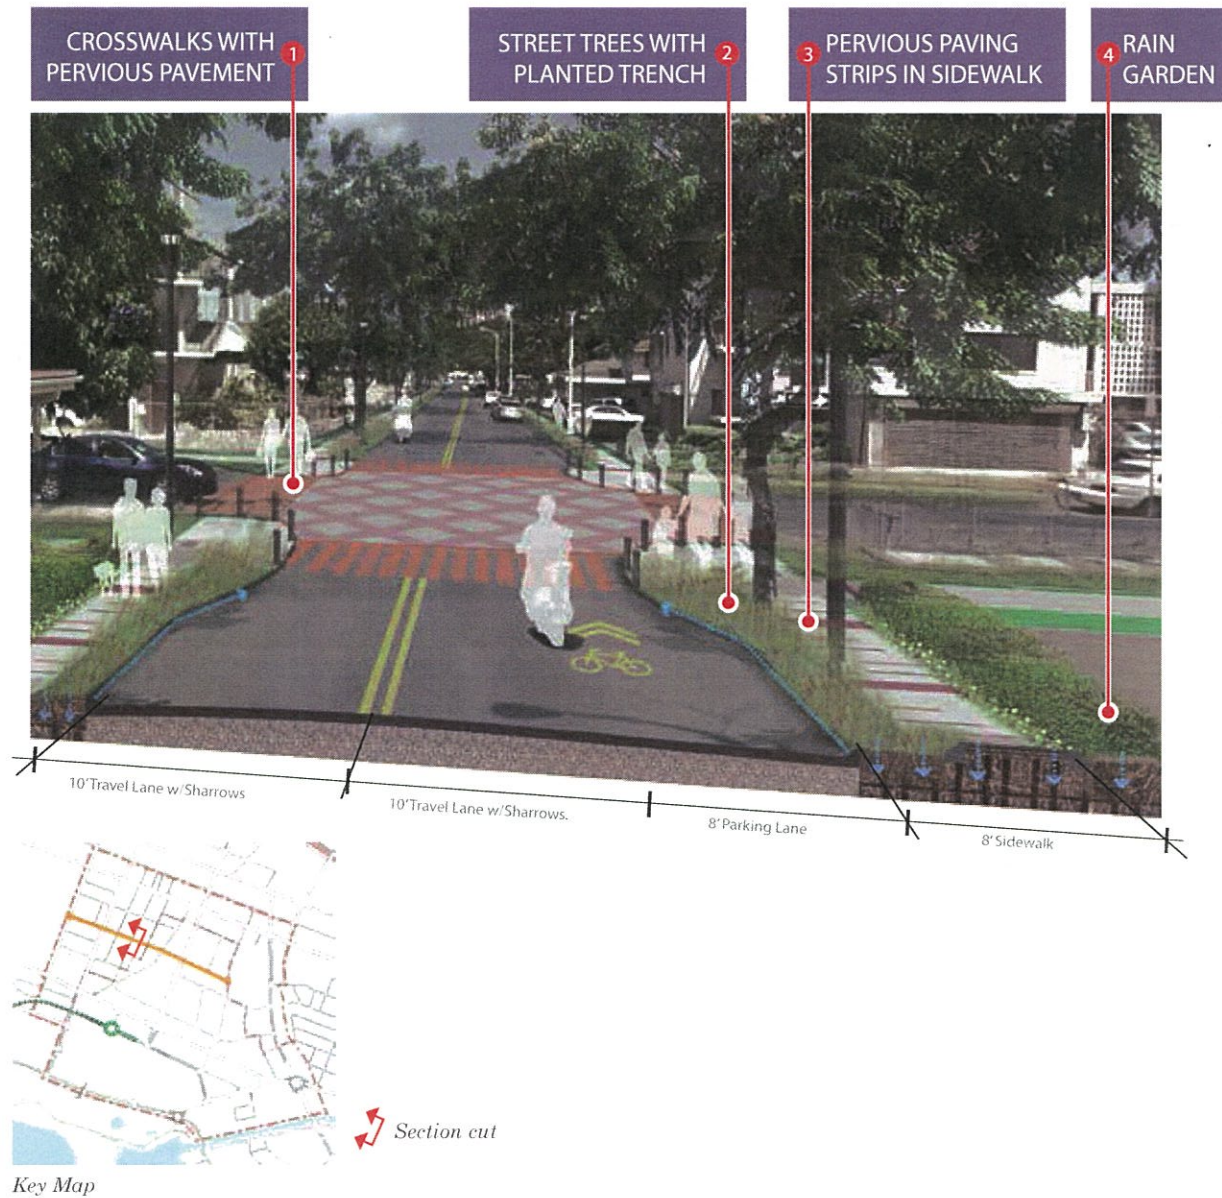 CROSSWALKS WITH
PERVIOUS PAVEMENT
1
STREET TREES WITH
PLANTED TRENCH
2
3
PERVIOUS PAVING
STRIPS IN SIDEWALK
4
RAIN
GARDEN
10' Travel Lane w/Sharrows
10' Travel Lane w/Sharrows.
8' Parking Lane
8' Sidewalk
Section cut
Key Map